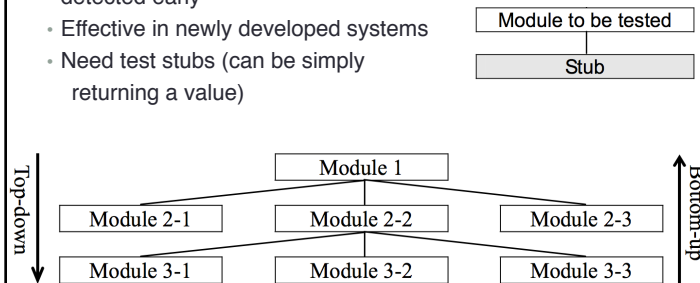 detected early
• Effective in newly developed systems
• Need test stubs (can be simply
returning a value)
Module to be tested
Stub
Top-down
Bottom-up
Module 1
Module 2-1 Module 2-2 Module 2-3
Module 3-1 Module 3-2 Module 3-3